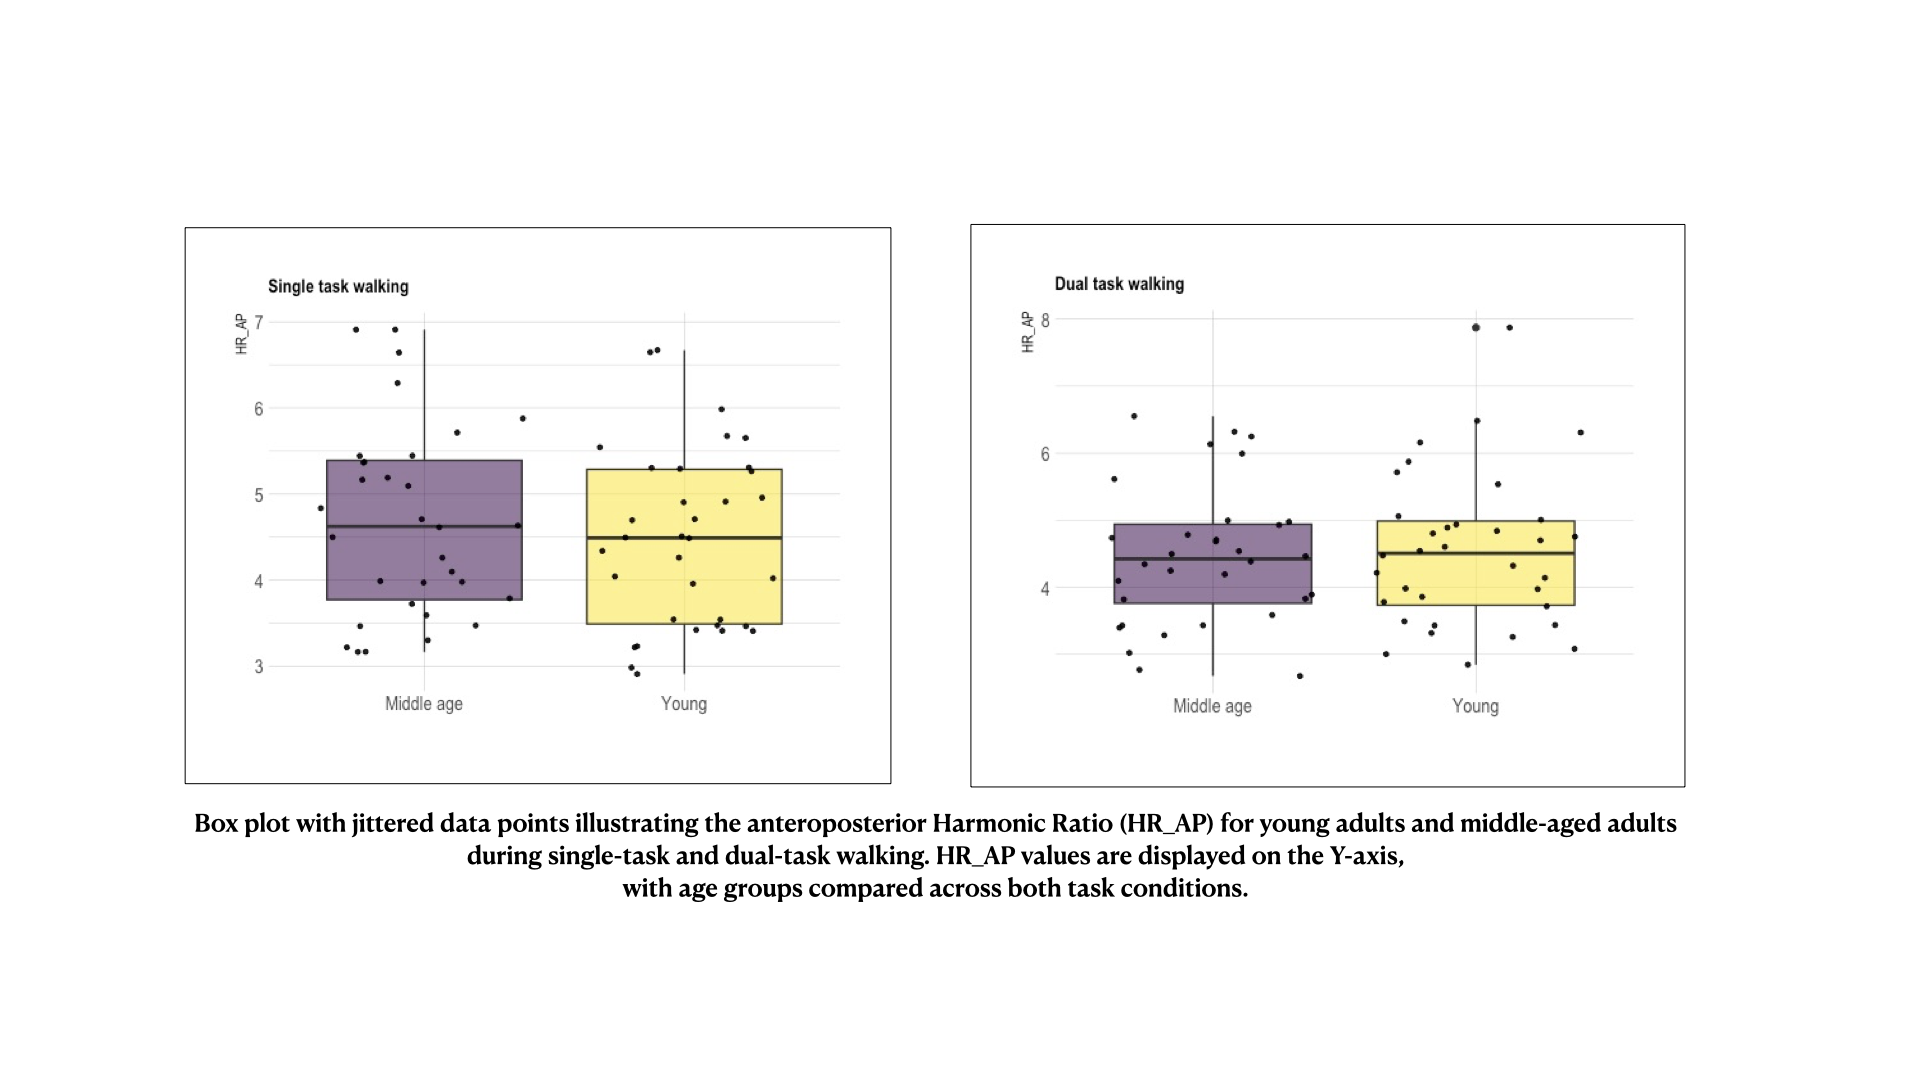 Single task walking
HR_AP
7
6
5
4
3
Middle age
Young
Dual task walking
HR_AP
8
6
4
Middle age
Young
Box plot with jittered data points illustrating the anteroposterior Harmonic Ratio (HR_AP) for young adults and middle-aged adults
during single-task and dual-task walking. HR_AP values are displayed on the Y-axis,
with age groups compared across both task conditions.